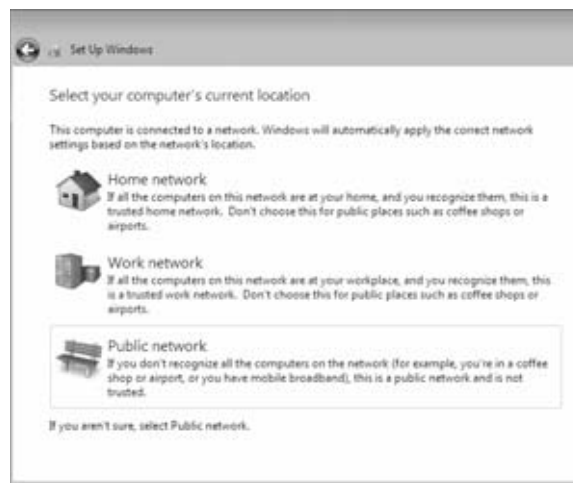 Set Up Windows
Select your computer's current location
This computer is connected to a network. Windows will automatically apply the correct network
settings based on the network's location.
Home network
If all the computers on this network are at your home, and you recognize them, this is a
trusted home network. Don't choose this for public places such as coffee shops or
airports.
Work network
If all the computers on this network are at your workplace, and you recognize them, this
is a trusted work network. Don't choose this for public places such as coffee shops or
airports.
Public network
If you don't recognize all the computers on the network (for example, you're in a coffee
shop or airport, or you have mobile broadband), this is a public network and is not
trusted.
If you aren't sure, select Public network.